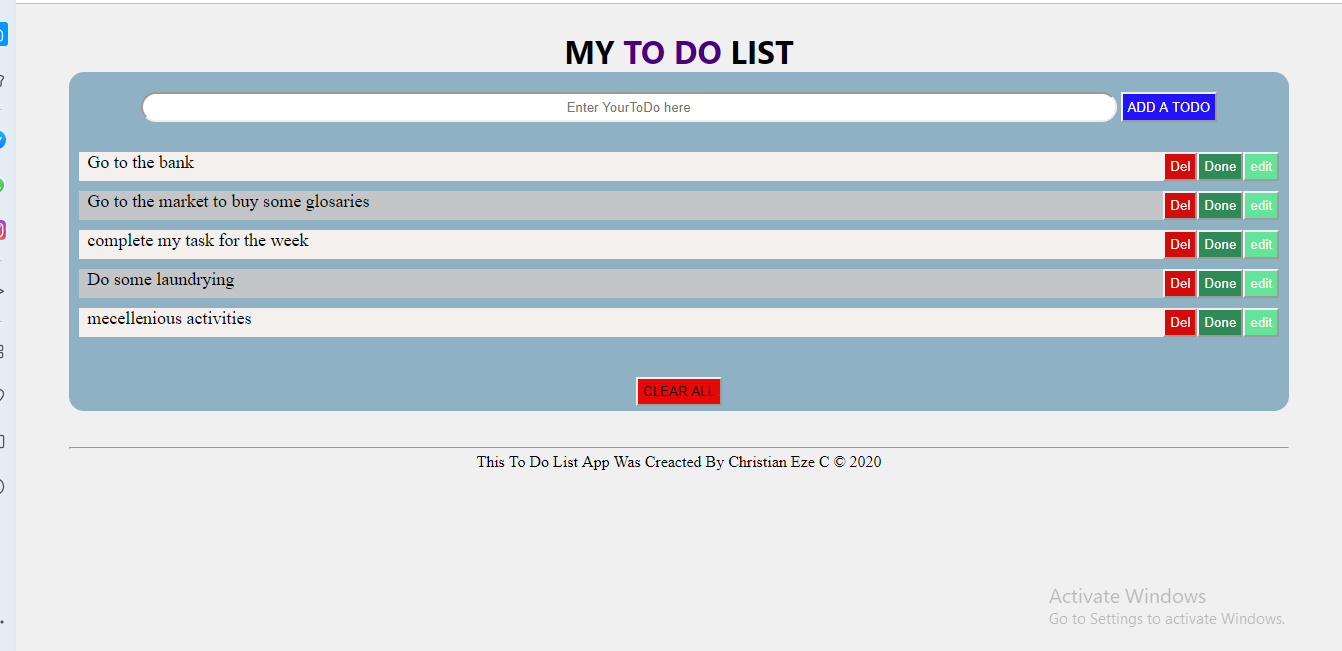 MY TO DO LIST
Enter YourToDo here ADD A TODO
Go to the bank Del Done edit
Go to the market to buy some glosaries Del Done edit
complete my task for the week Del Done edit
Do some laundrying Del Done edit
mecellenious activities Del Done edit
CLEAR ALL
This To Do List App Was Creacted By Christian Eze C © 2020
Activate Windows
Go to Settings to activate Windows.